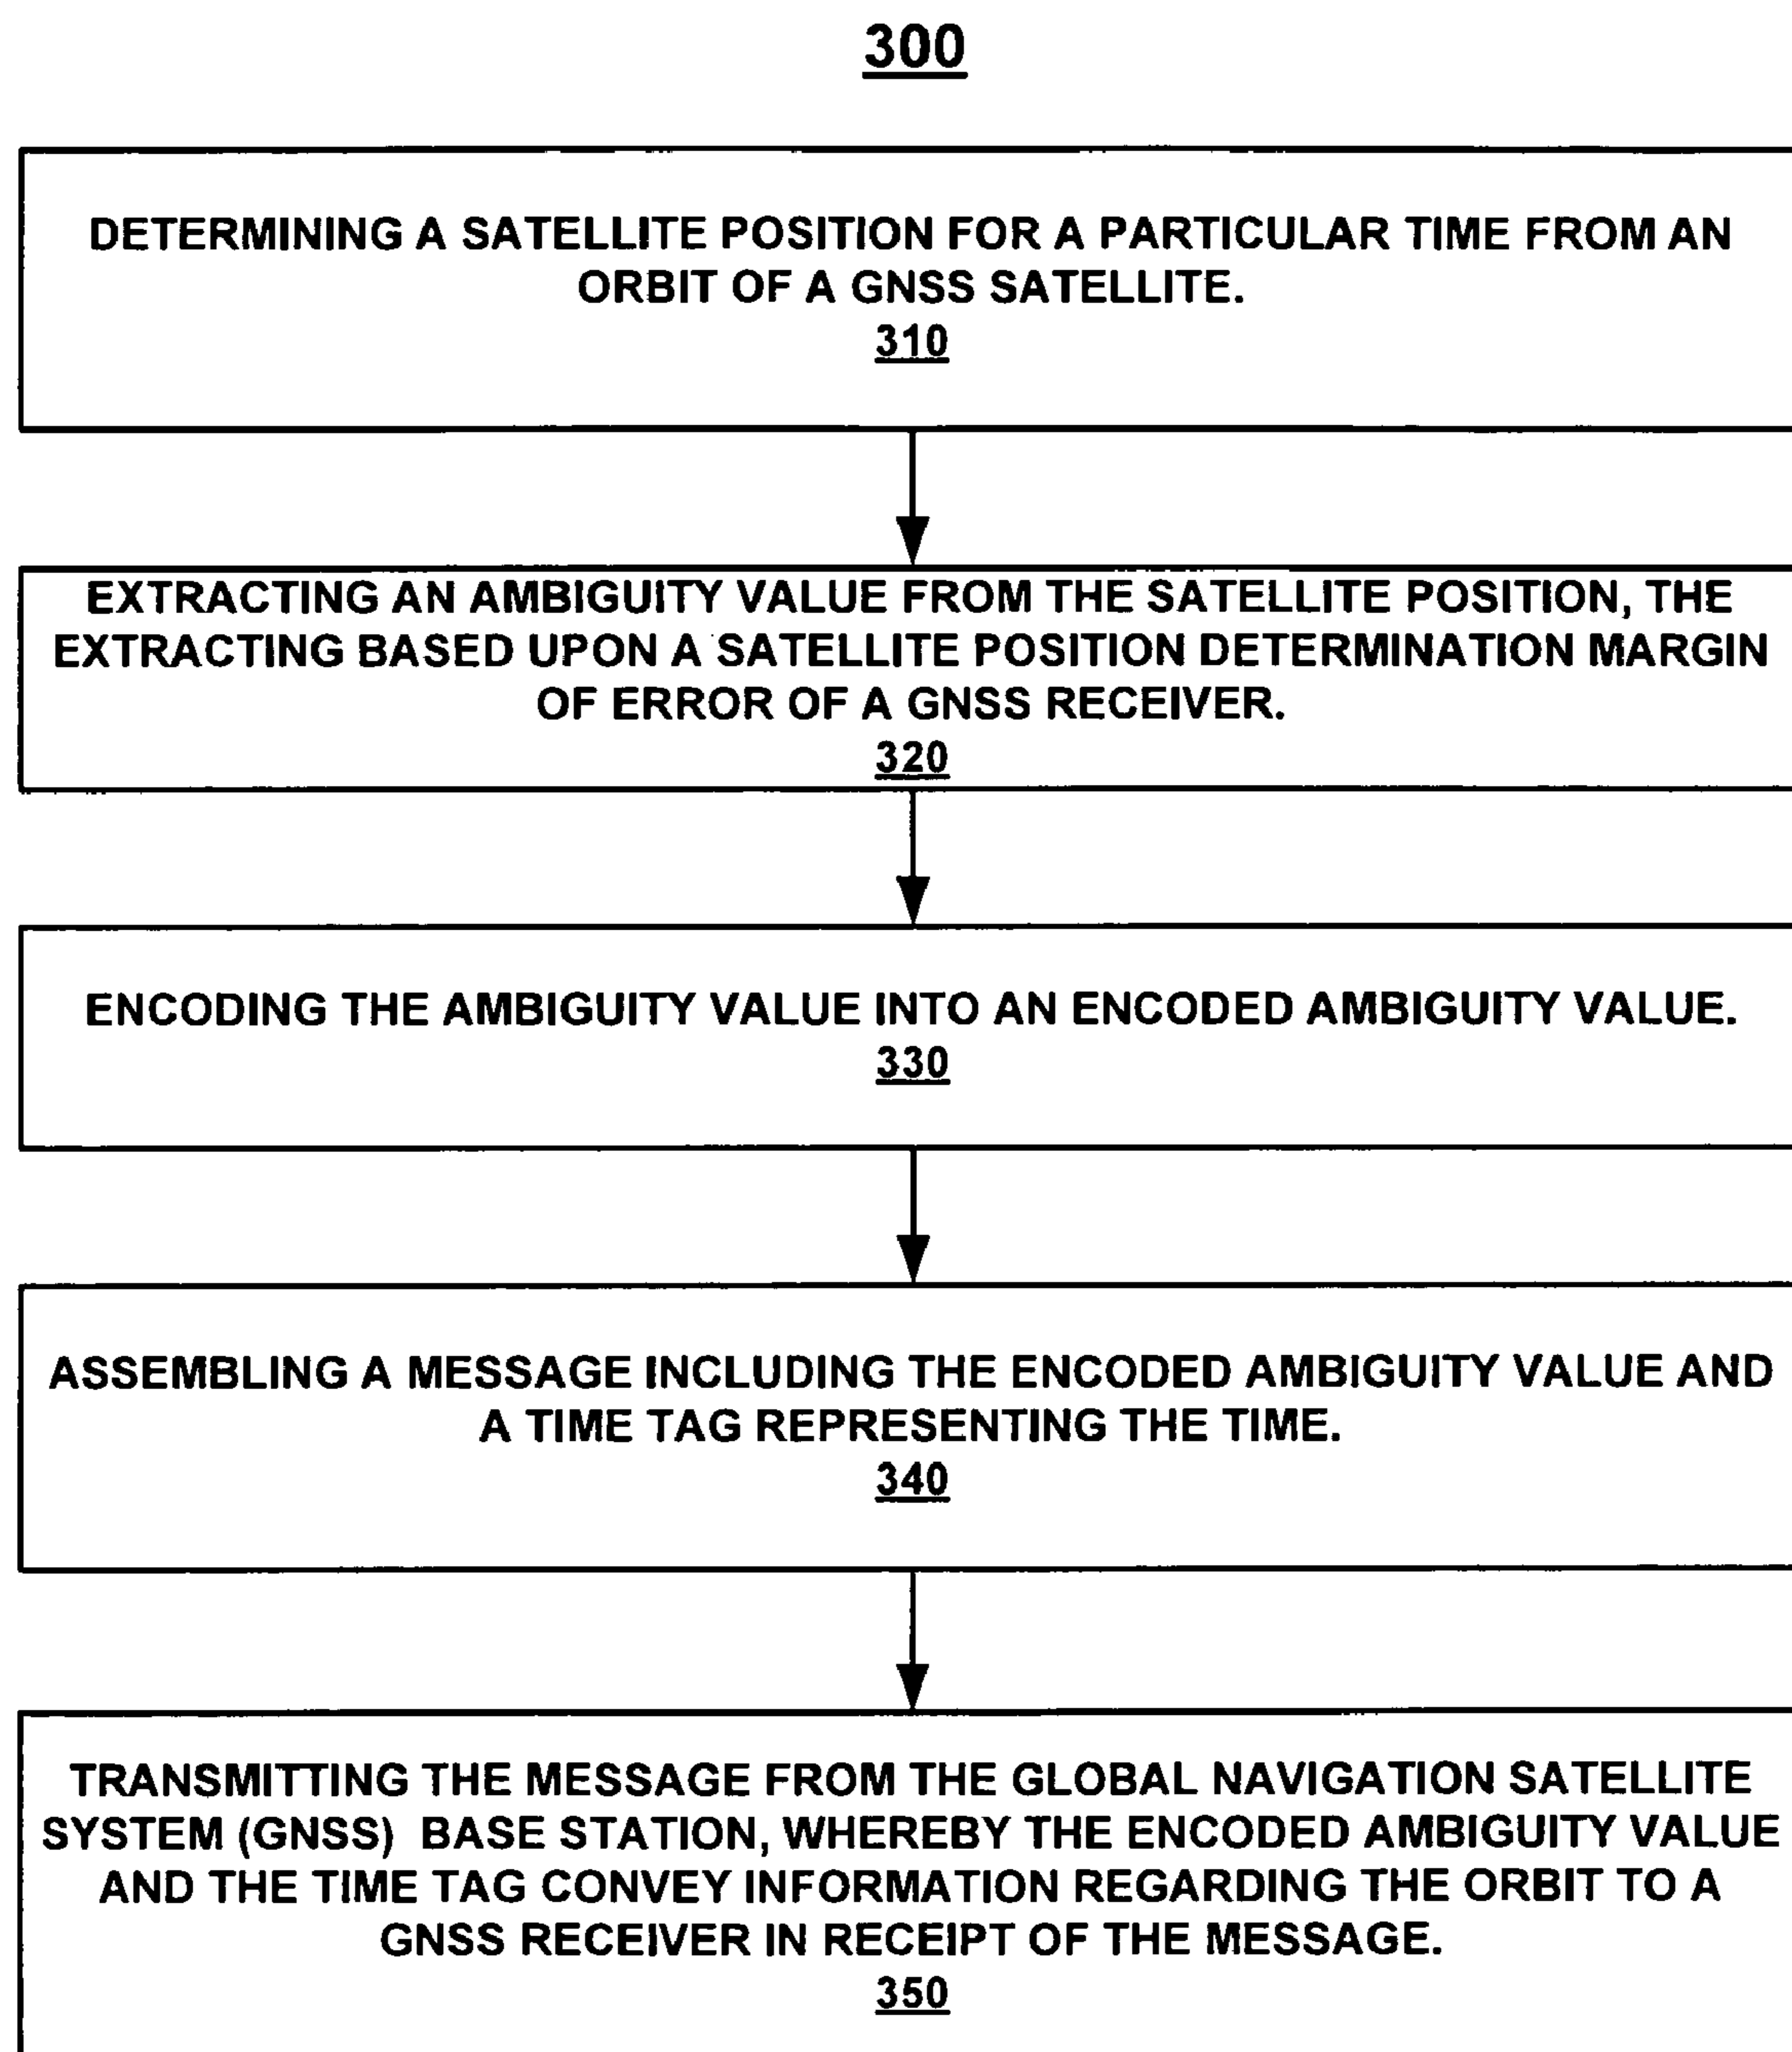 300
DETERMINING A SATELLITE POSITION FOR A PARTICULAR TIME FROM AN
ORBIT OF A GNSS SATELLITE.
310
EXTRACTING AN AMBIGUITY VALUE FROM THE SATELLITE POSITION, THE
EXTRACTING BASED UPON A SATELLITE POSITION DETERMINATION MARGIN
OF ERROR OF A GNSS RECEIVER.
320
ENCODING THE AMBIGUITY VALUE INTO AN ENCODED AMBIGUITY VALUE.
330
ASSEMBLING A MESSAGE INCLUDING THE ENCODED AMBIGUITY VALUE AND
A TIME TAG REPRESENTING THE TIME.
340
TRANSMITTING THE MESSAGE FROM THE GLOBAL NAVIGATION SATELLITE
SYSTEM (GNSS) BASE STATION, WHEREBY THE ENCODED AMBIGUITY VALUE
AND THE TIME TAG CONVEY INFORMATION REGARDING THE ORBIT TO A
GNSS RECEIVER IN RECEIPT OF THE MESSAGE.
350